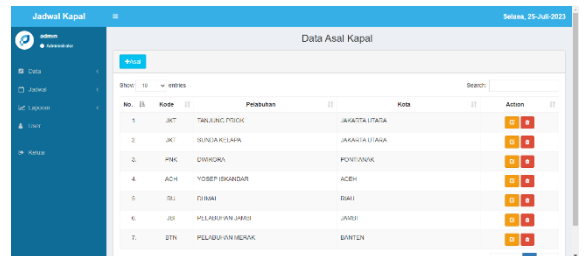 Jadwal Kapal
Selasa, 25-Juli-2023
admin
Administrator
Data Asal Kapal
+Asal
Data
Jadwal
Laporan
User
Keluar
Show 10 entries
Search:
No. Kode Pelabuhan Kota Action
1. JKT TANJUNG PRIOK JAKARTA UTARA
2. JKT SUNDA KELAPA JAKARTA UTARA
3. PNK DWIKORA PONTIANAK
4. ACH YOSEP ISKANDAR ACEH
5. RU DUMAI RIAU
6. PELABUHAN JAMBI JAMBI
7. BTN PELABUHAN MERAK BANTEN